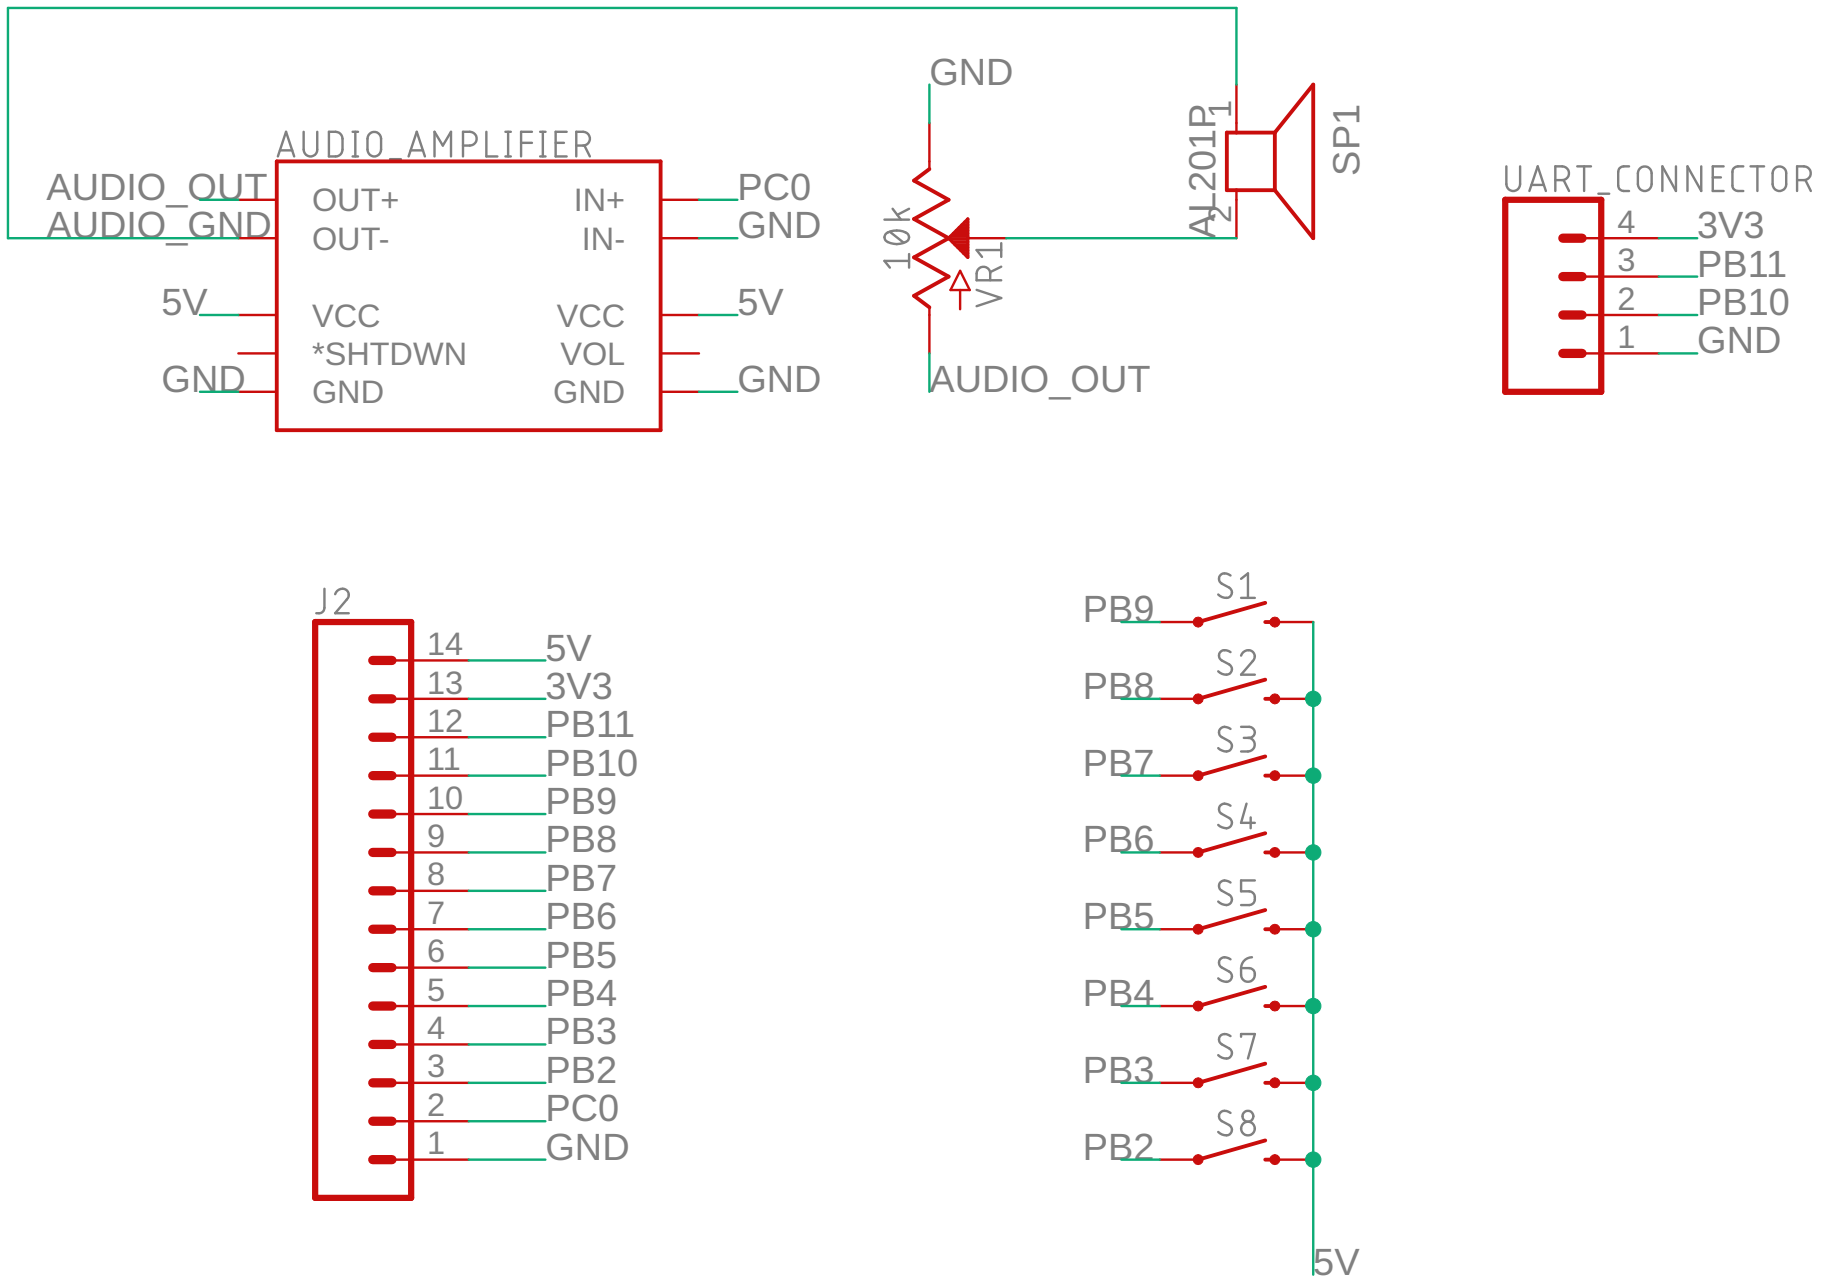 GND
AUDIO_AMPLIFIER
AUDIO_OUT
OUT+
IN+
PC0
AUDIO_GND
OUT-
IN-
GND
5V
VCC
VCC
5V
*SHTDWN
VOL
GND
GND
GND
GND
10k
VR1
AUDIO_OUT
AL201P
1
2
SP1
UART_CONNECTOR
4 3V3
3 PB11
2 PB10
1 GND
J2
14 5V
13 3V3
12 PB11
11 PB10
10 PB9
9 PB8
8 PB7
7 PB6
6 PB5
5 PB4
4 PB3
3 PB2
2 PC0
1 GND
S1
PB9
S2
PB8
S3
PB7
S4
PB6
S5
PB5
S6
PB4
S7
PB3
S8
PB2
5V